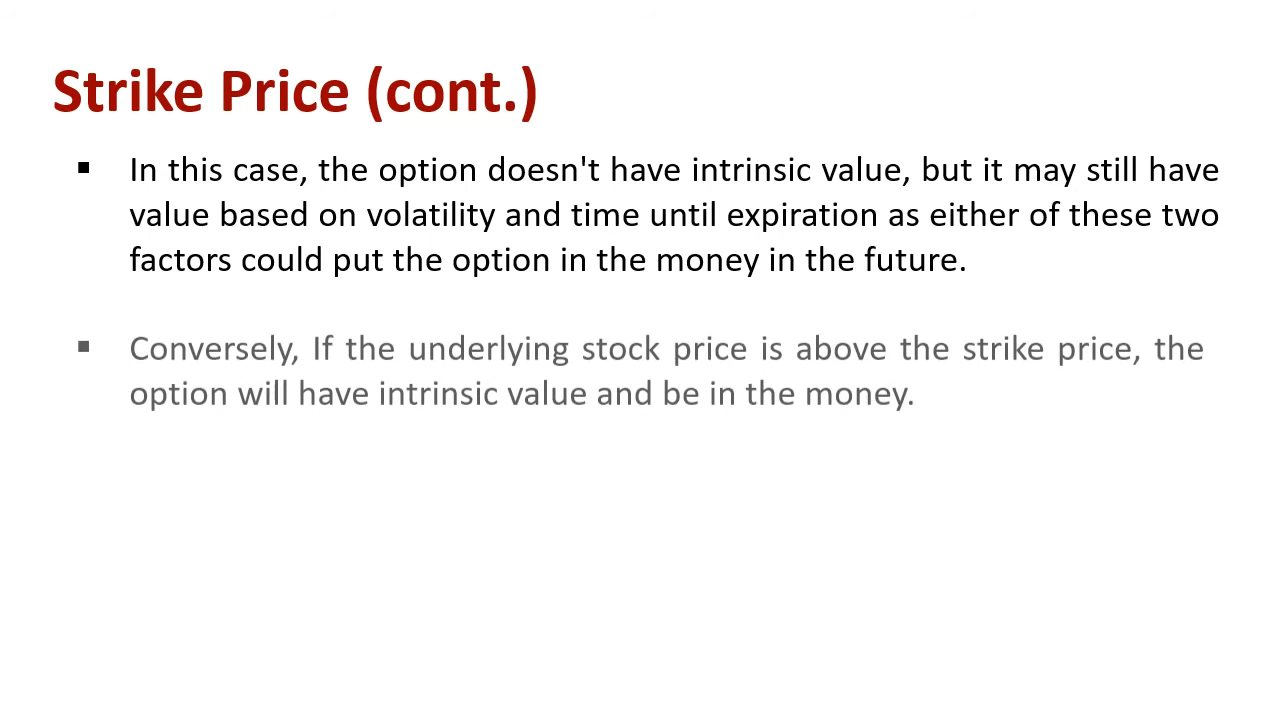 Strike Price (cont.)
▪ In this case, the option doesn't have intrinsic value, but it may still have
value based on volatility and time until expiration as either of these two
factors could put the option in the money in the future.
▪ Conversely, If the underlying stock price is above the strike price, the
option will have intrinsic value and be in the money.